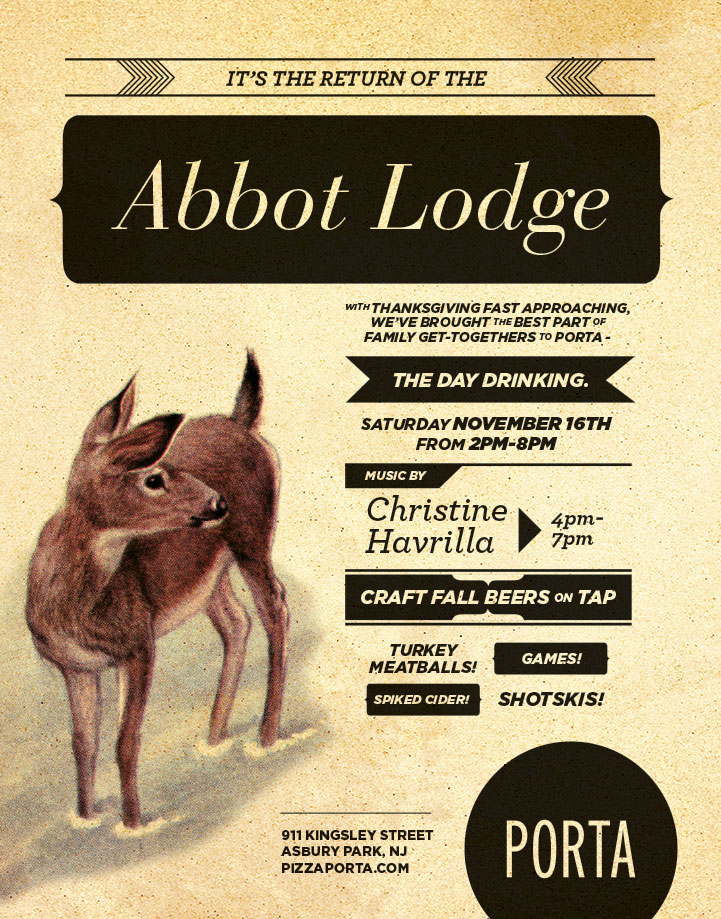 IT'S THE RETURN OF THE
Abbot Lodge
WITH THANKSGIVING FAST APPROACHING,
WE'VE BROUGHT THE BEST PART OF
FAMILY GET-TOGETHERS TO PORTA -
THE DAY DRINKING.
SATURDAY NOVEMBER 16TH
FROM 2PM-8PM
MUSIC BY
Christine
Havrilla
4pm-
7pm
CRAFT FALL BEERS ON TAP
TURKEY
MEATBALLS!
GAMES!
SPIKED CIDER!
SHOTSKIS!
911 KINGSLEY STREET
ASBURY PARK, NJ
PIZZAPORTA.COM
PORTA